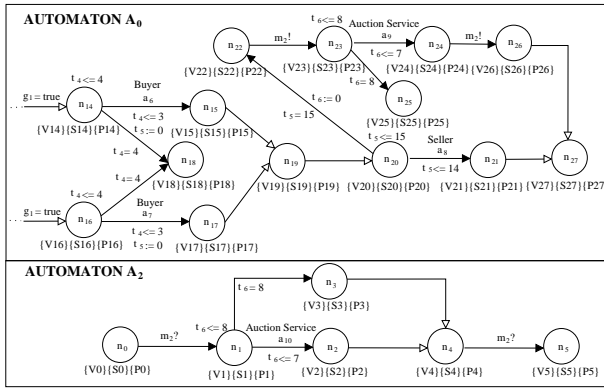 AUTOMATON A0
t6<=8
Auction Service
m2!
n22
n23
a9
n24
m2!
n26
t6<=7
{V22}{S22}{P22}
{V23}{S23}{P23}
{V24}{S24}{P24}
{V26}{S26}{P26}
t4<=4
g1=true
Buyer
t6:=0
t6=8
n14
a6
n15
n25
t4<=3
t5:=0
t5=15
{V25}{S25}{P25}
{V14}{S14}{P14}
{V15}{S15}{P15}
t5<=15
Seller
t4=4
n18
n19
n20
a8
n21
n27
t5<=14
{V18}{S18}{P18}
{V19}{S19}{P19}
{V20}{S20}{P20}
{V21}{S21}{P21}
{V27}{S27}{P27
t4<=4
t4=4
g1=true
Buyer
n16
a7
n17
t4<=3
t5:=0
{V16}{S16}{P16}
{V17}{S17}{P17}
AUTOMATON A2
t6=8
n3
{V3}{S3}{P3}
t6<=8
Auction Service
n0
m2?
n1
a10
n2
n4
m2?
n5
t6<=7
{V0}{S0}{P0}
{V1}{S1}{P1}
{V2}{S2}{P2}
{V4}{S4}{P4}
{V5}{S5}{P5}